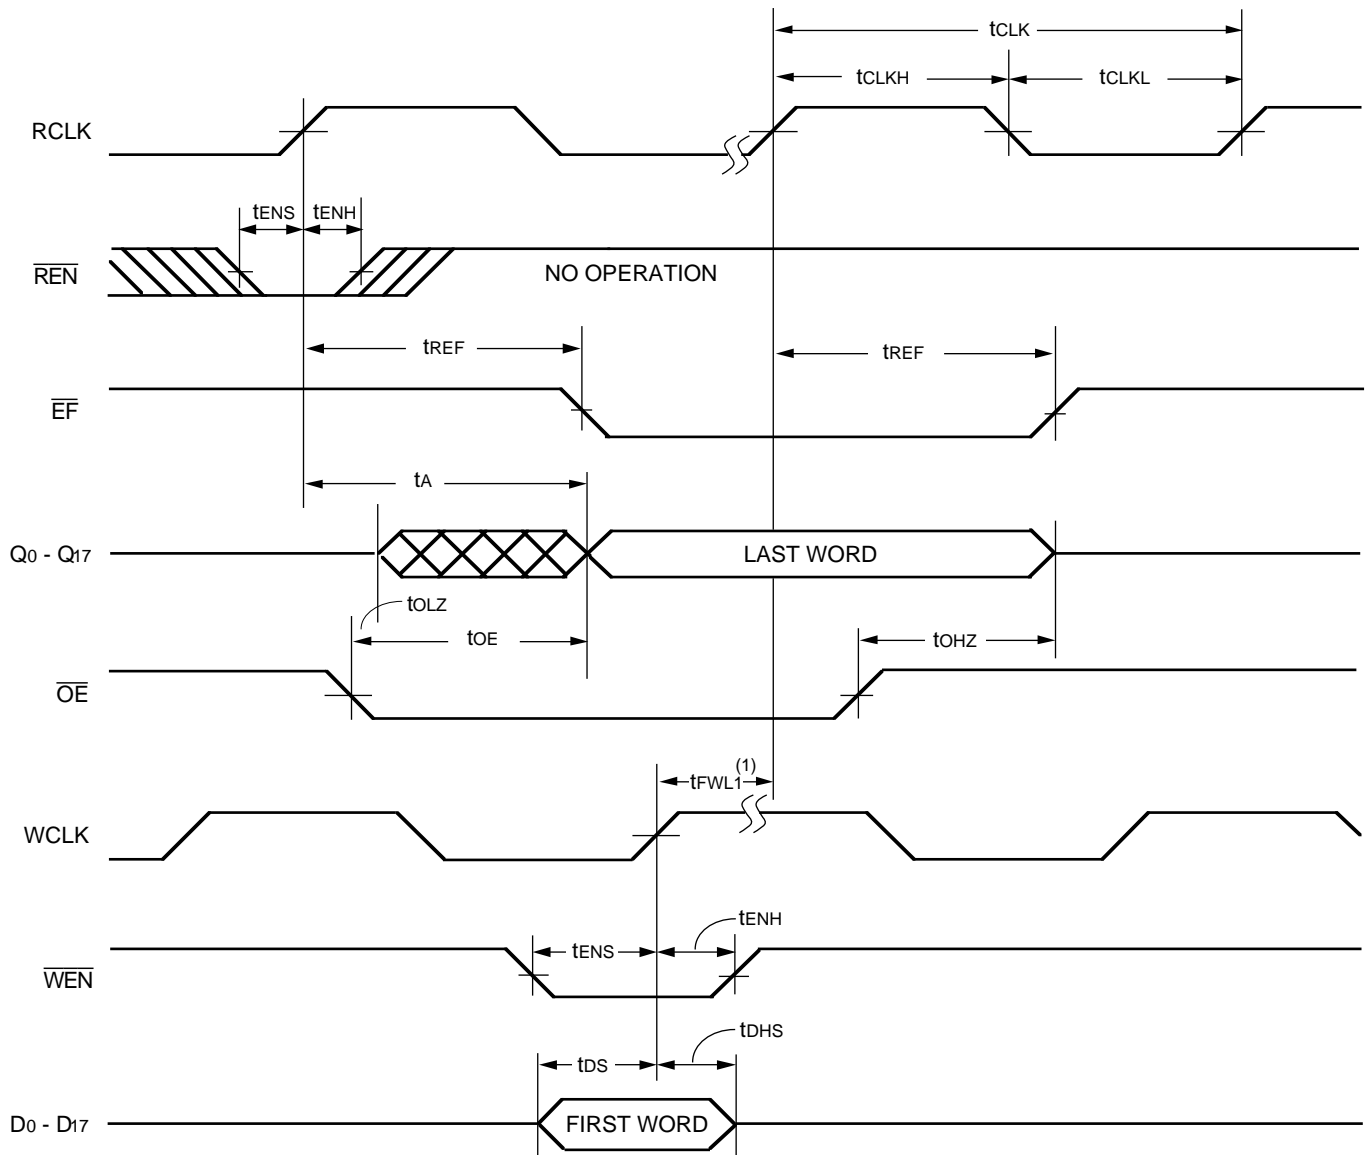 tCLK
tCLKH
tCLKL
RCLK
tENS
tENH
REN
NO OPERATION
tREF
tREF
EF
tA
Q0 - Q17
LAST WORD
tOLZ
tOE
tOHZ
OE
tFWL1(1)
WCLK
tENH
tENS
WEN
tDHS
tDS
D0 - D17
FIRST WORD